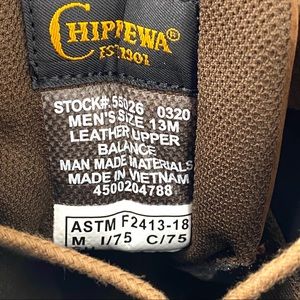 CHIPPEWA®
EST. 1901
STOCK#: 55026 0320
MEN'S SIZE 13M
LEATHER UPPER
BALANCE
MAN MADE MATERIALS
MADE IN VIETNAM
4500204788
ASTM F2413-18
M I/75 C/75